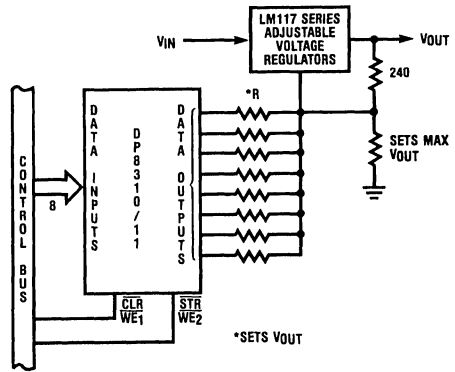 LM117 SERIES
ADJUSTABLE
VOLTAGE
REGULATORS
VIN
VOUT
240
*R
SETS MAX
VOUT
CONTROL BUS
8
DATA INPUTS
DP8310/11
DATA OUTPUTS
CLR
WE1
STR
WE2
*SETS VOUT